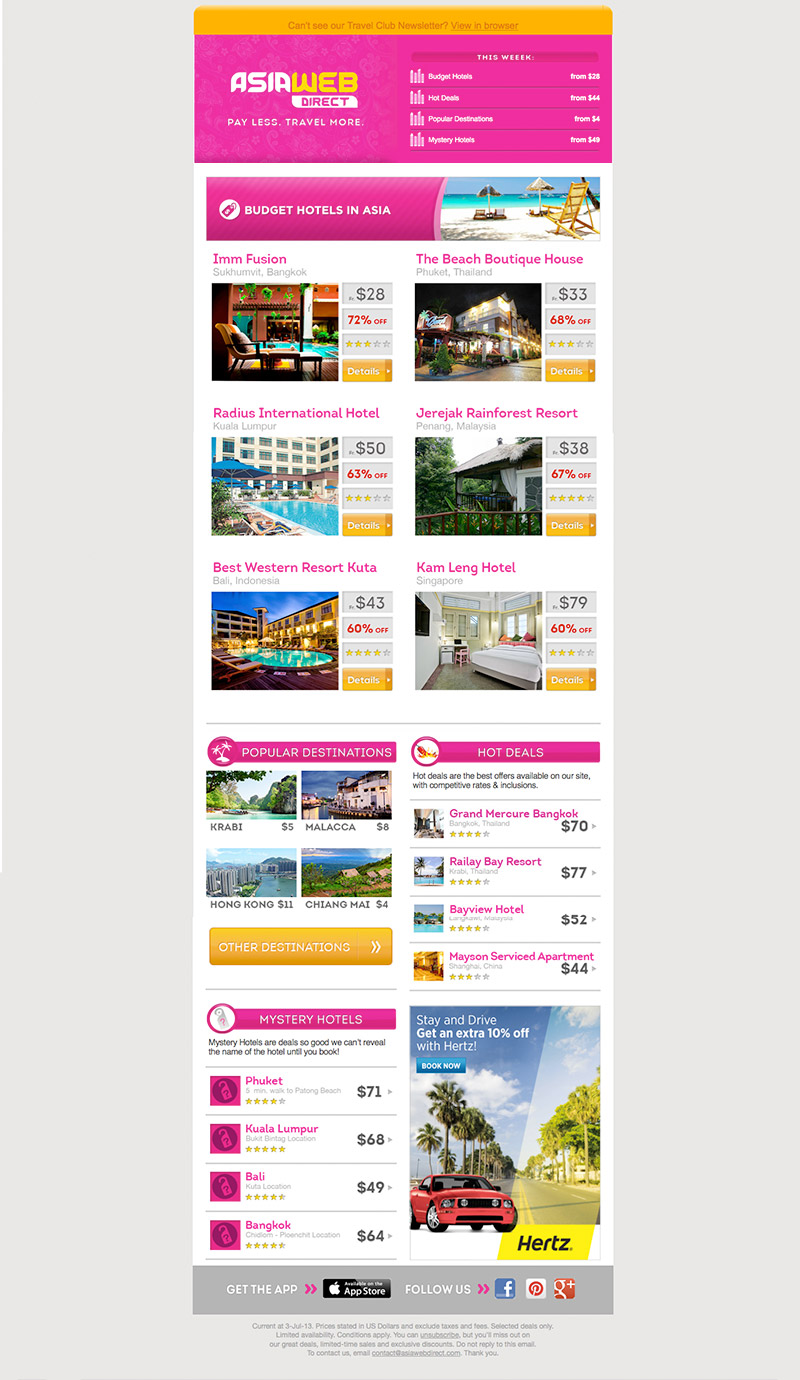 Can't see our Travel Club Newsletter? View in browser
ASIAWEB
DIRECT
PAY LESS. TRAVEL MORE.
THIS WEEEK:
Budget Hotels from $28
Hot Deals from $44
Popular Destinations from $4
Mystery Hotels from $49
BUDGET HOTELS IN ASIA
Imm Fusion
Sukhumvit, Bangkok
Fr. $28
72% OFF
Details
The Beach Boutique House
Phuket, Thailand
Fr. $33
68% OFF
Details
Radius International Hotel
Kuala Lumpur
Fr. $50
63% OFF
Details
Jerejak Rainforest Resort
Penang, Malaysia
Fr. $38
67% OFF
Details
Best Western Resort Kuta
Bali, Indonesia
Fr. $43
60% OFF
Details
Kam Leng Hotel
Singapore
Fr. $79
60% OFF
Details
POPULAR DESTINATIONS
KRABI $5
MALACCA $8
HONG KONG $11
CHIANG MAI $4
OTHER DESTINATIONS »
HOT DEALS
Hot deals are the best offers available on our site,
with competitive rates & inclusions.
Grand Mercure Bangkok
Bangkok, Thailand
$70
Railay Bay Resort
Krabi, Thailand
$77
Bayview Hotel
Langkawi, Malaysia
$52
Mayson Serviced Apartment
Shanghai, China
$44
MYSTERY HOTELS
Mystery Hotels are deals so good we can't reveal
the name of the hotel until you book!
Phuket
5 min. walk to Patong Beach
$71
Kuala Lumpur
Bukit Bintag Location
$68
Bali
Kuta Location
$49
Bangkok
Chidlom - Ploenchit Location
$64
Stay and Drive
Get an extra 10% off
with Hertz!
BOOK NOW
Hertz.
GET THE APP »
Available on the
App Store
FOLLOW US »
Current at 3-Jul-13. Prices stated in US Dollars and exclude taxes and fees. Selected deals only.
Limited availability. Conditions apply. You can unsubscribe, but you'll miss out on
our great deals, limited-time sales and exclusive discounts. Do not reply to this email.
To contact us, email contact@asiawebdirect.com. Thank you.